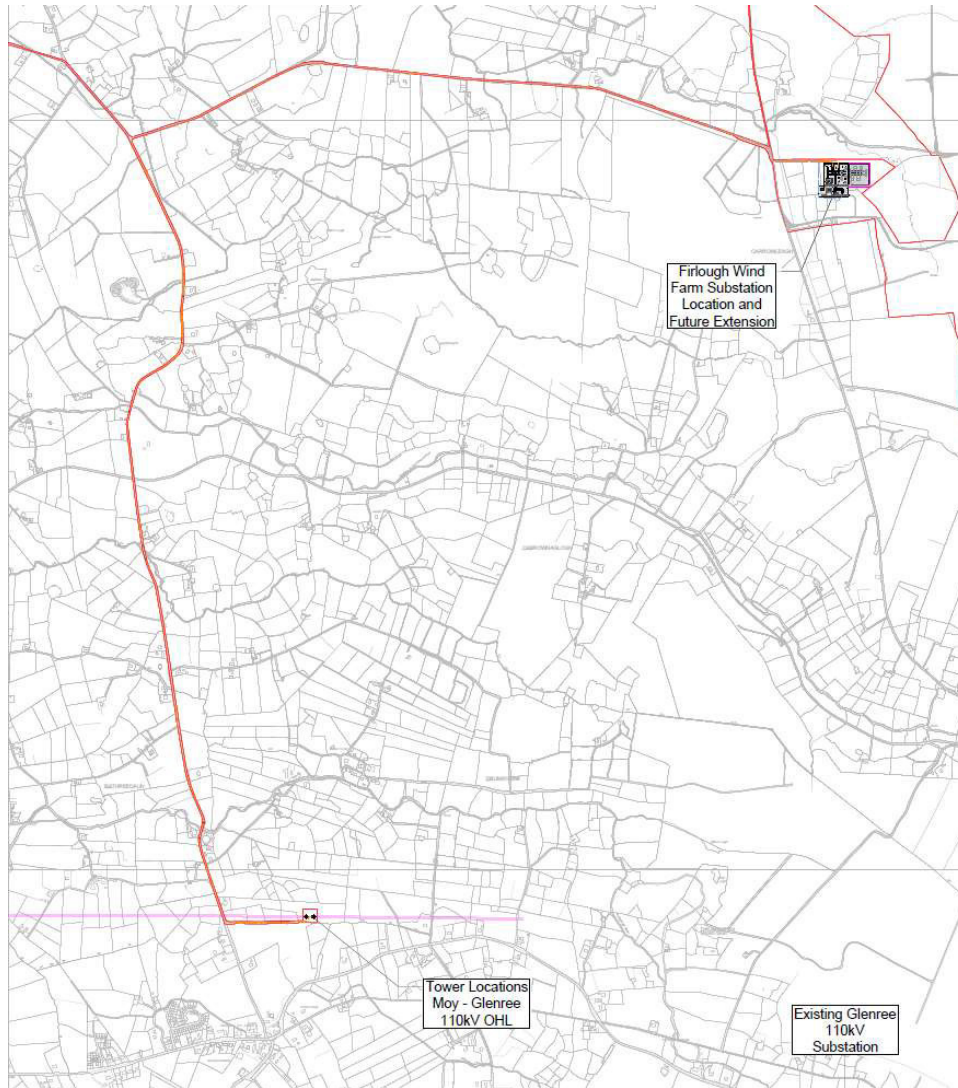 Firlough Wind
Farm Substation
Location and
Future Extension
Tower Locations
Moy - Glenree
110kV OHL
Existing Glenree
110kV
Substation